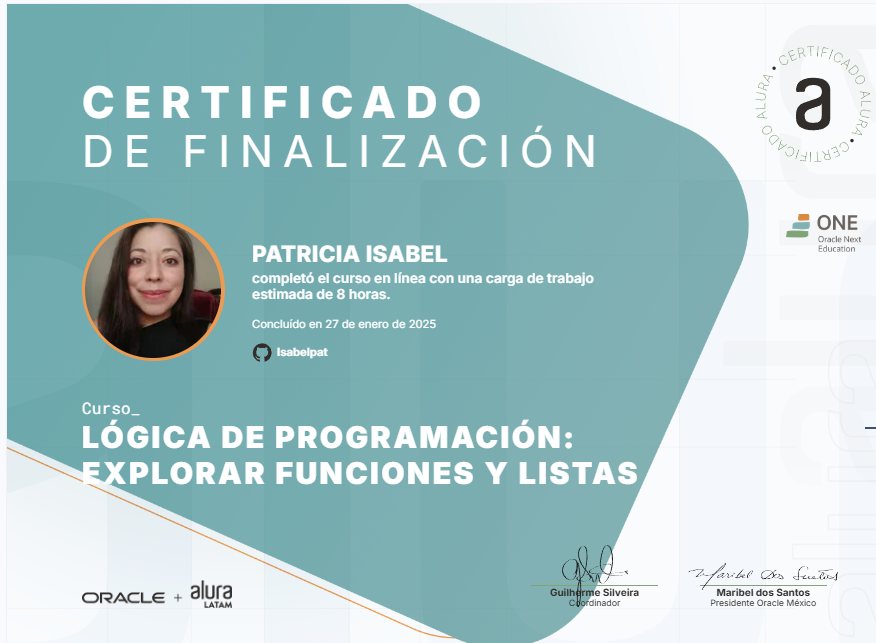 CERTIFICADO
DE FINALIZACIÓN
CERTIFICADO ALURA • CERTIFICADO ALURA •
a
ONE
Oracle Next
Education
PATRICIA ISABEL
completó el curso en línea con una carga de trabajo
estimada de 8 horas.
Concluído en 27 de enero de 2025
Isabelpat
Curso_
LÓGICA DE PROGRAMACIÓN:
EXPLORAR FUNCIONES Y LISTAS
ORACLE + alura
LATAM
Maribel Dos Santos
Guilherme Silveira
Coordinador
Maribel dos Santos
Presidente Oracle México